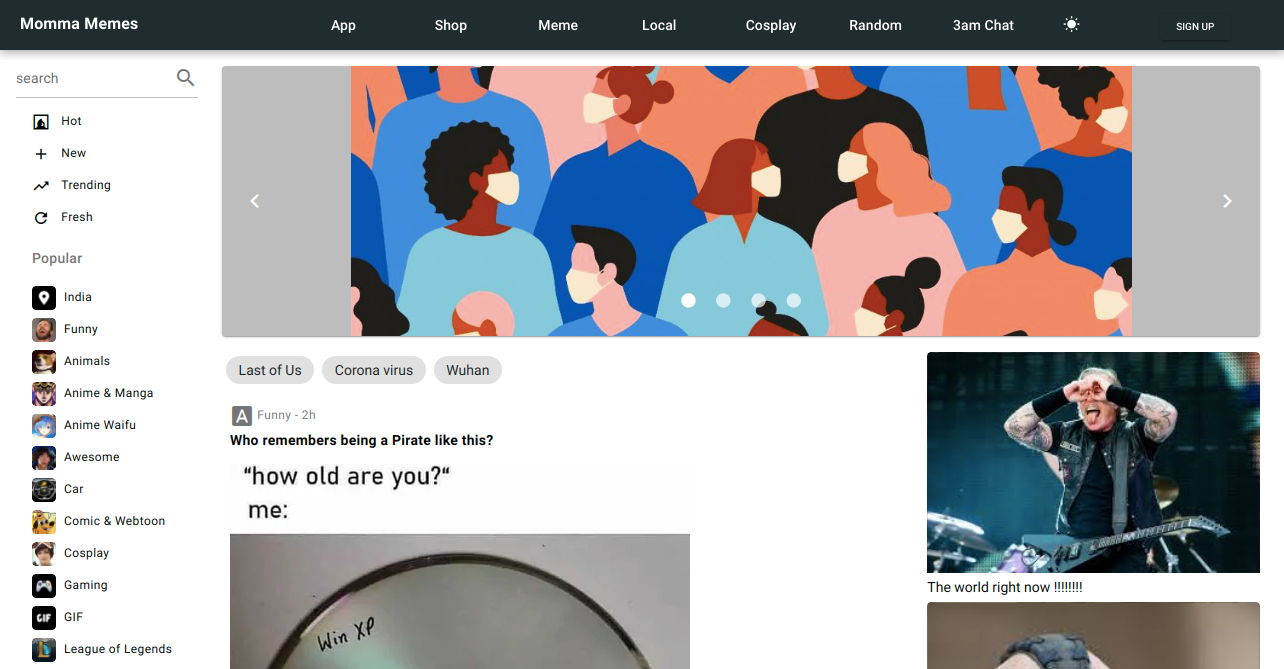 Momma Memes
App
Shop
Meme
Local
Cosplay
Random
3am Chat
SIGN UP
search
Hot
New
Trending
Fresh
Popular
India
Funny
Animals
Anime & Manga
Anime Waifu
Awesome
Car
Comic & Webtoon
Cosplay
Gaming
GIF
GIF
League of Legends
Last of Us
Corona virus
Wuhan
A
Funny - 2h
Who remembers being a Pirate like this?
“how old are you?“
me:
Win XP
The world right now !!!!!!!!